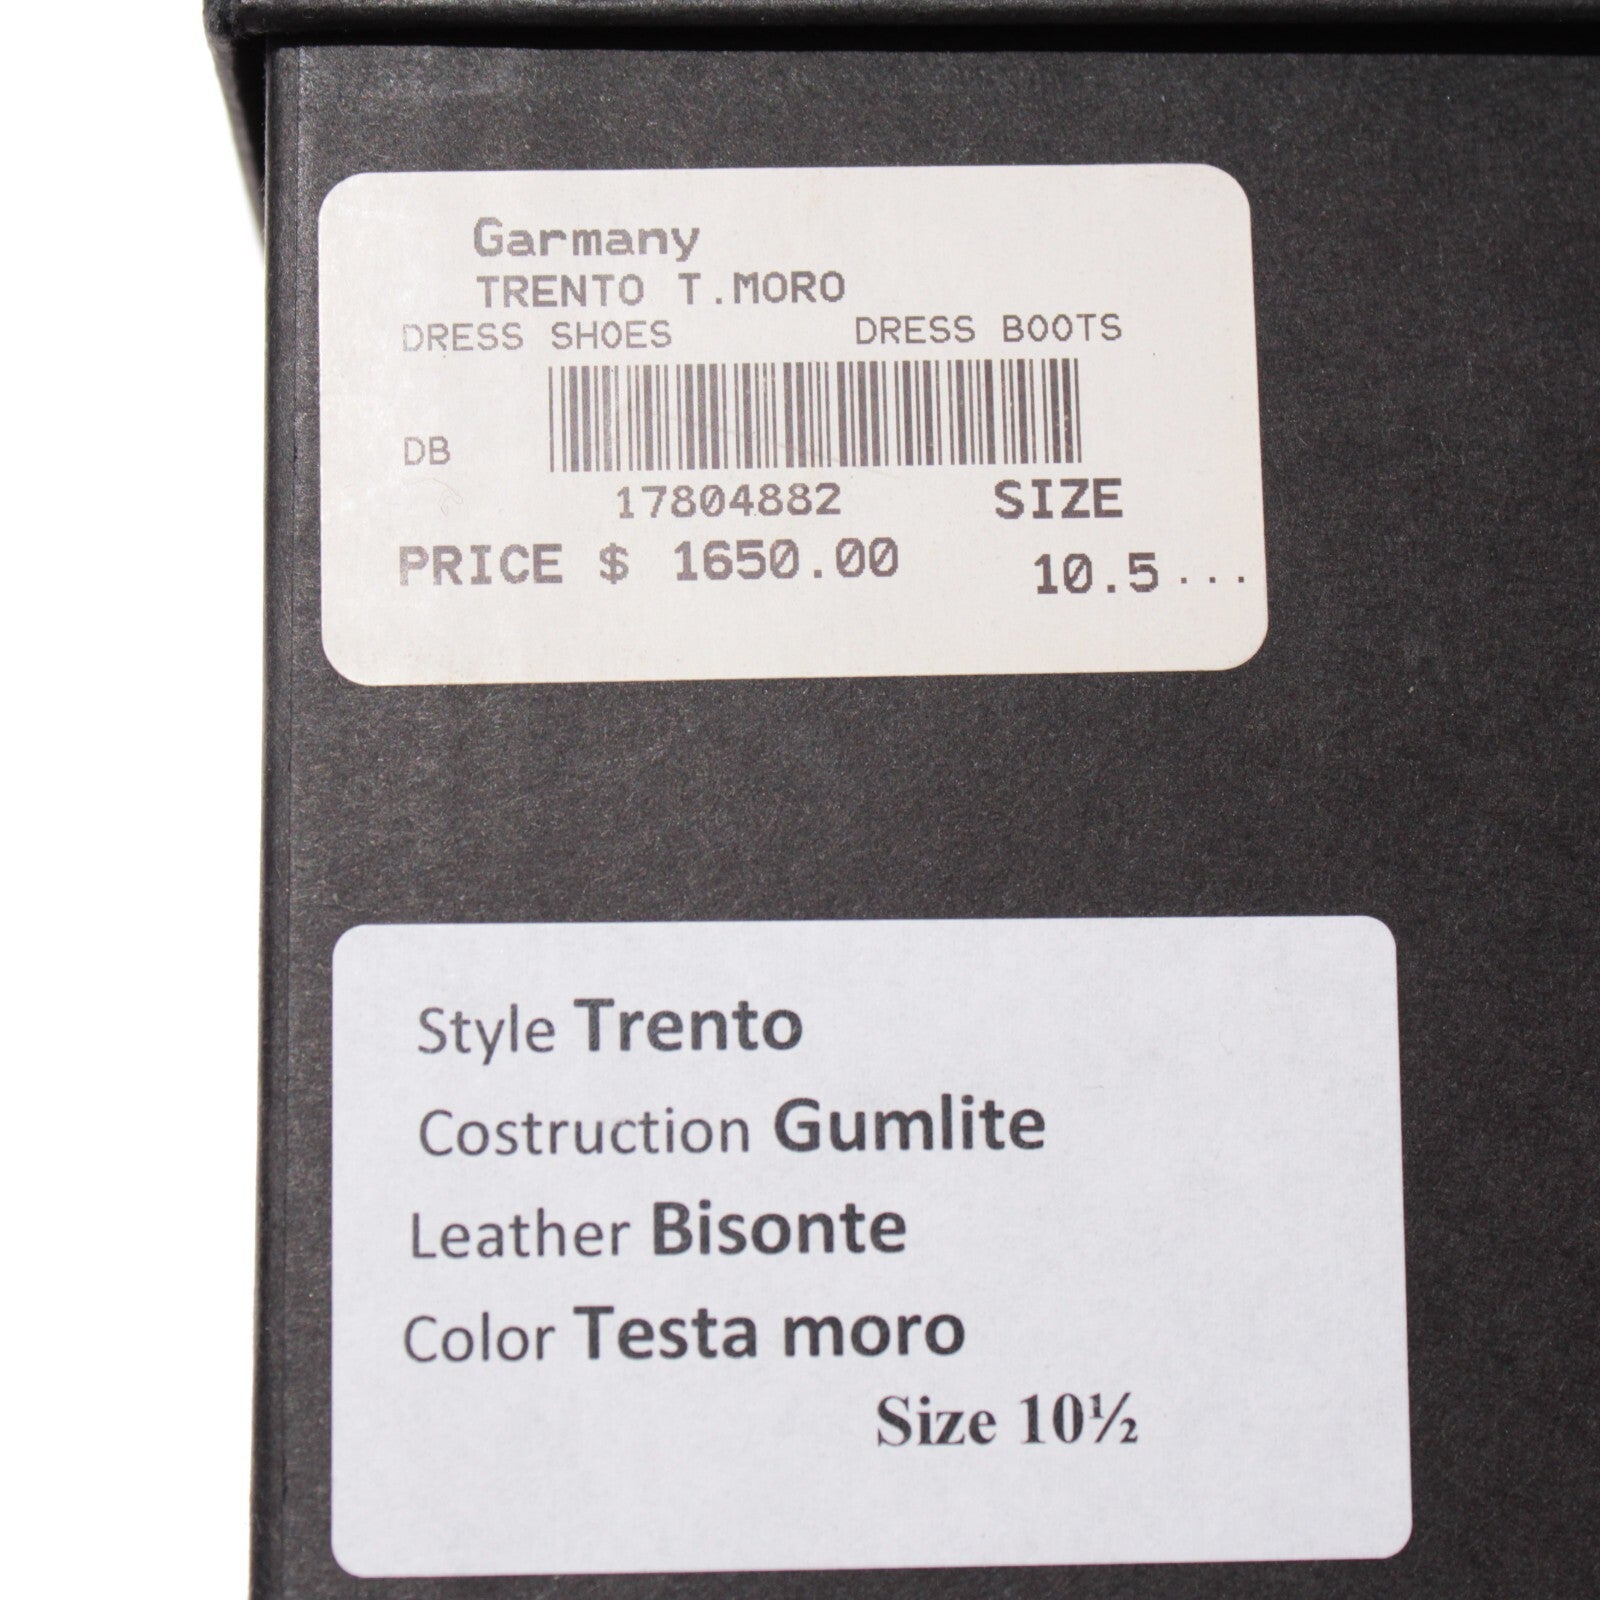 Garmany
TRENTO T.MORO
DRESS SHOES DRESS BOOTS
DB
17804882 SIZE
PRICE $ 1650.00 10.5...
Style Trento
Costruction Gumlite
Leather Bisonte
Color Testa moro
Size 10½